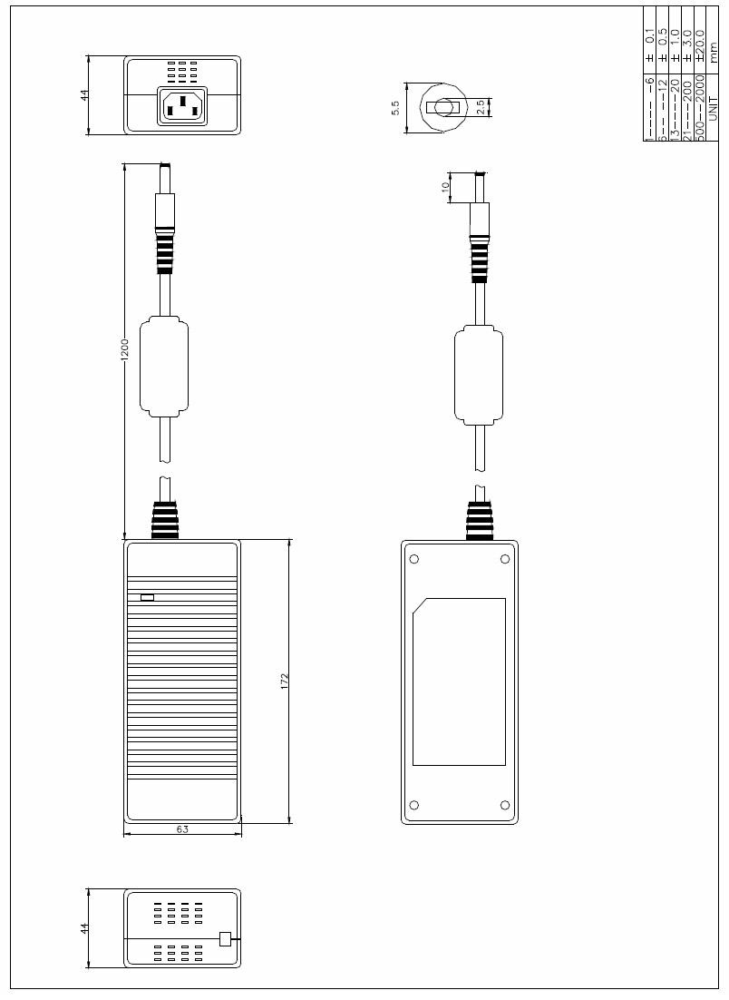 1-----6 ± 0.1
6-----12 ± 0.5
13-----20 ± 1.0
21---200 ± 3.0
500--2000 ±20.0
UNIT mm
44
5.5
2.5
10
1200
172
63
44